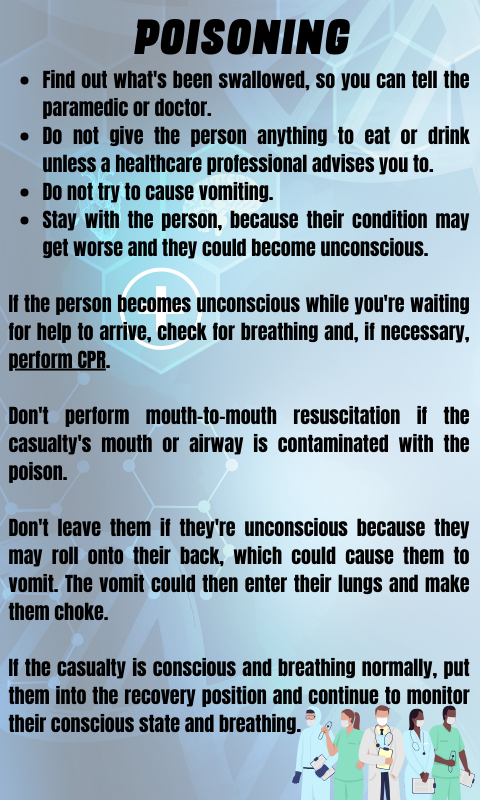 POISONING
• Find out what's been swallowed, so you can tell the
paramedic or doctor.
• Do not give the person anything to eat or drink
unless a healthcare professional advises you to.
• Do not try to cause vomiting.
• Stay with the person, because their condition may
get worse and they could become unconscious.
If the person becomes unconscious while you're waiting
for help to arrive, check for breathing and, if necessary,
perform CPR.
Don't perform mouth-to-mouth resuscitation if the
casualty's mouth or airway is contaminated with the
poison.
Don't leave them if they're unconscious because they
may roll onto their back, which could cause them to
vomit. The vomit could then enter their lungs and make
them choke.
If the casualty is conscious and breathing normally, put
them into the recovery position and continue to monitor
their conscious state and breathing.